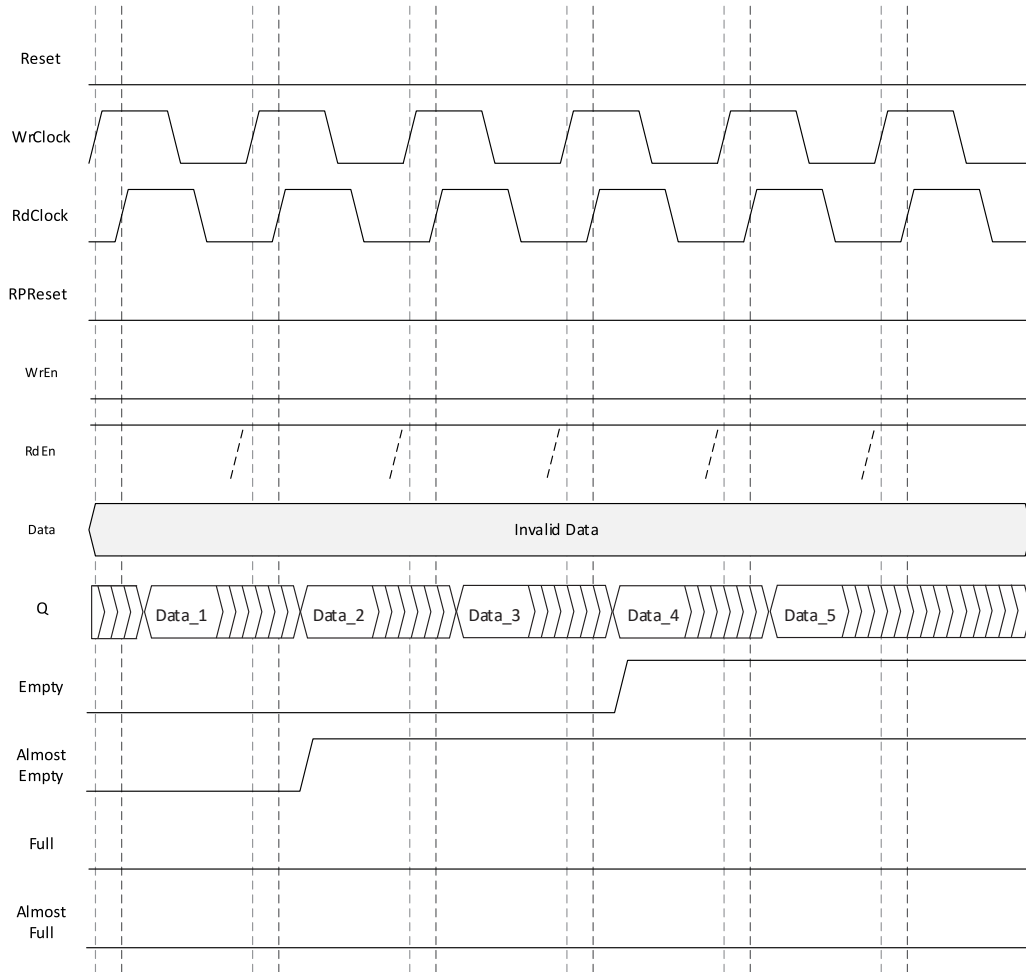 Reset
WrClock
RdClock
RPReset
WrEn
RdEn
Data
Invalid Data
Q
Data_1
Data_2
Data_3
Data_4
Data_5
Empty
Almost
Empty
Full
Almost
Full